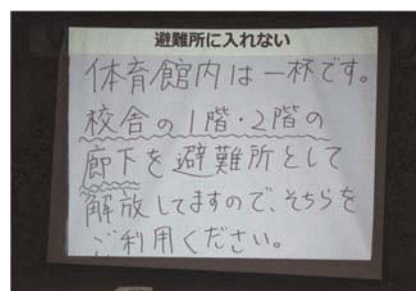 避難所に入れない
体育館内は一杯です。
校舎の1階・2階の
廊下を避難所として
解放してますので、そちらを
ご利用ください。